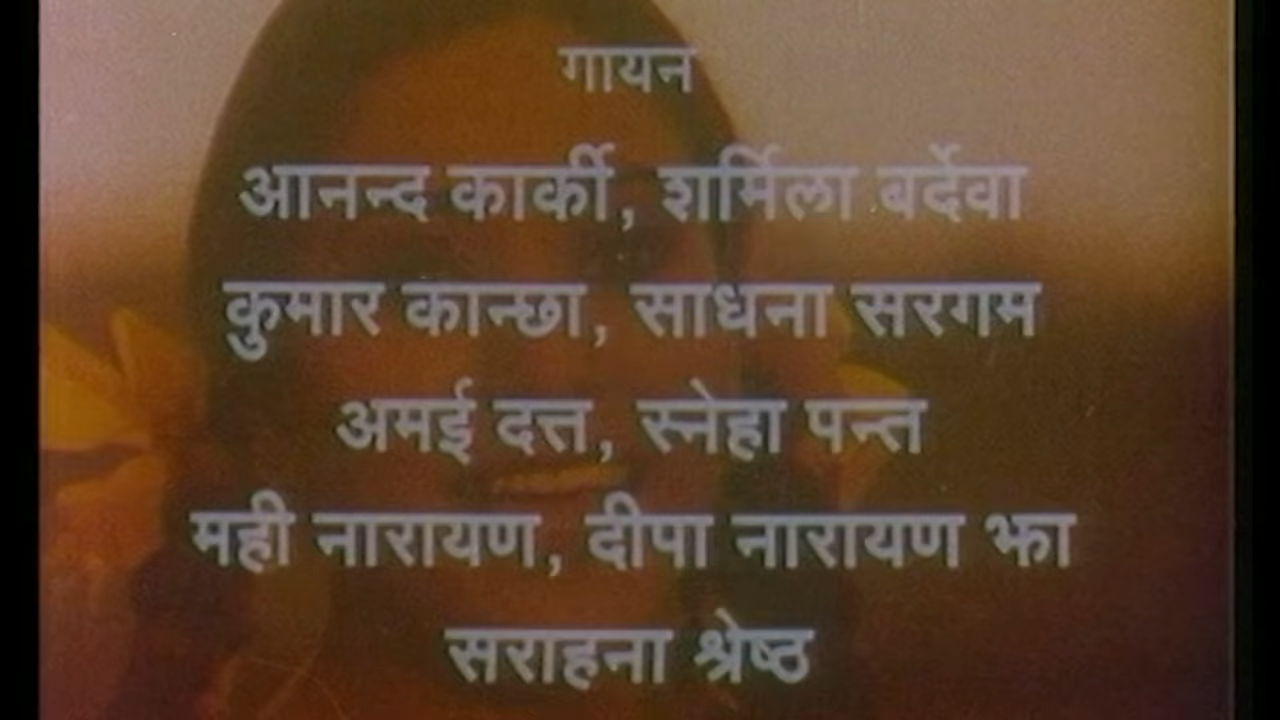 गायन
आनन्द कार्की, शर्मिला बर्देवा
कुमार कान्छा, साधना सरगम
अमई दत्त, स्नेहा पन्त
मही नारायण, दीपा नारायण झा
सराहना श्रेष्ठ